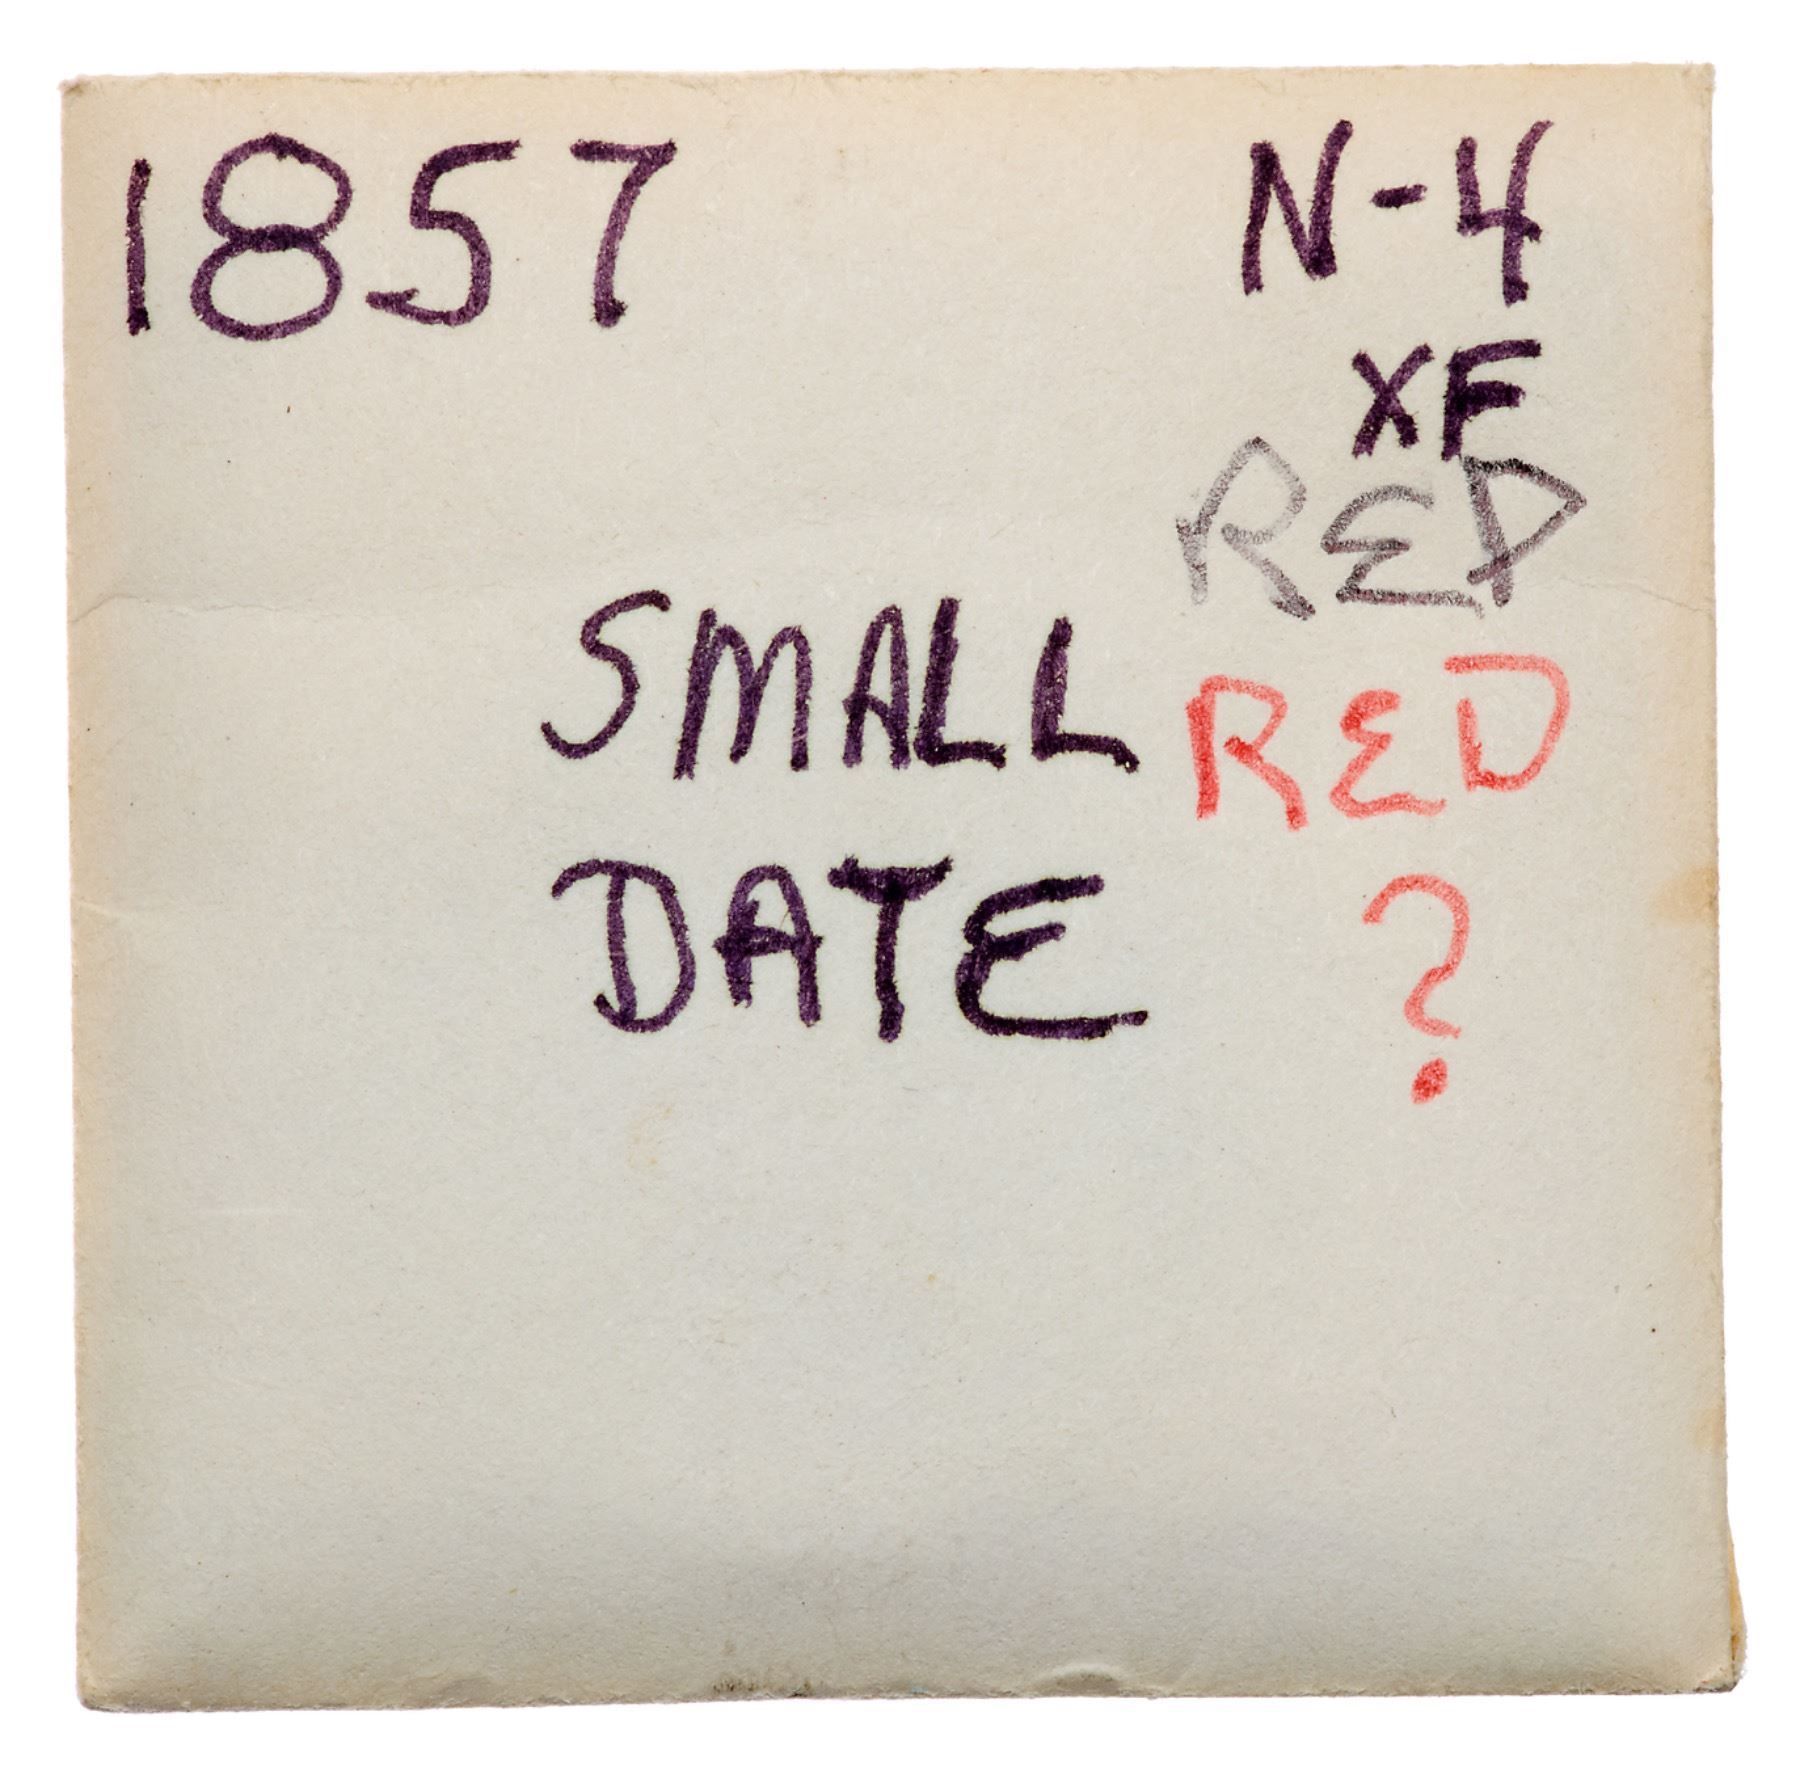 1857 N-4
XF
RED
SMALL RED
DATE ?